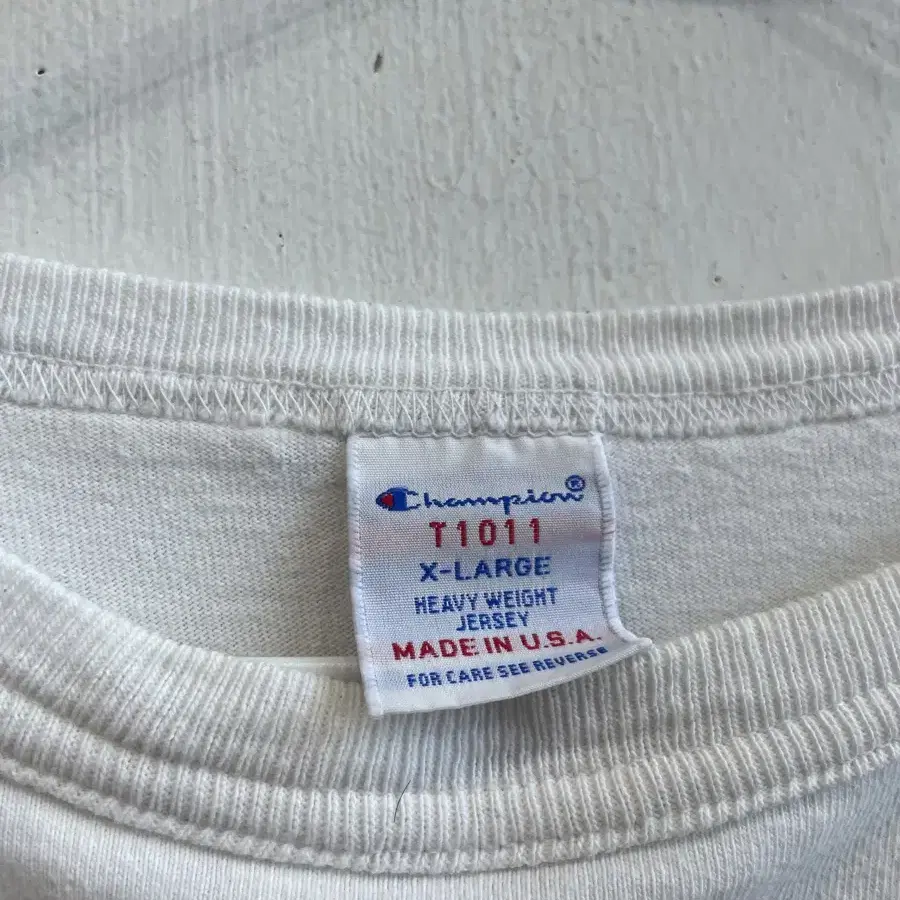 Champion®
T1011
X-LARGE
HEAVY WEIGHT
JERSEY
MADE IN U.S.A.
FOR CARE SEE REVERSE